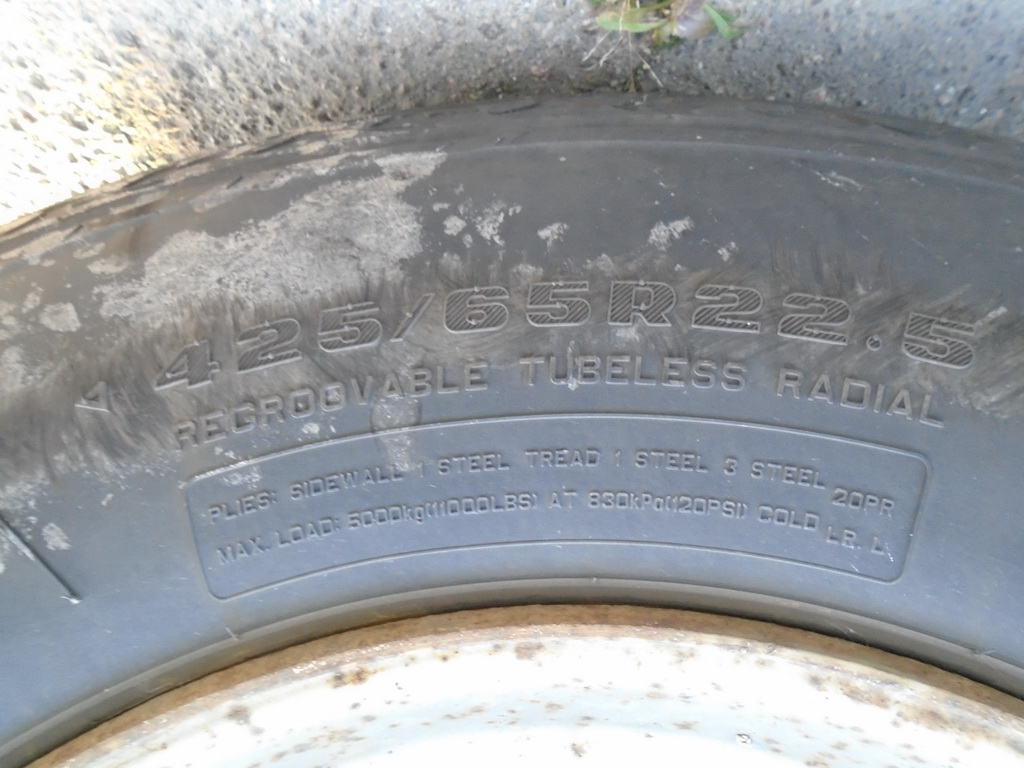 425/65R22.5
REGROOVABLE TUBELESS RADIAL
PLIES: SIDEWALL 1 STEEL TREAD 1 STEEL 3 STEEL 20PR
MAX. LOAD: 5000kg(11000LBS) AT 830kPa(120PSI) COLD LR. L